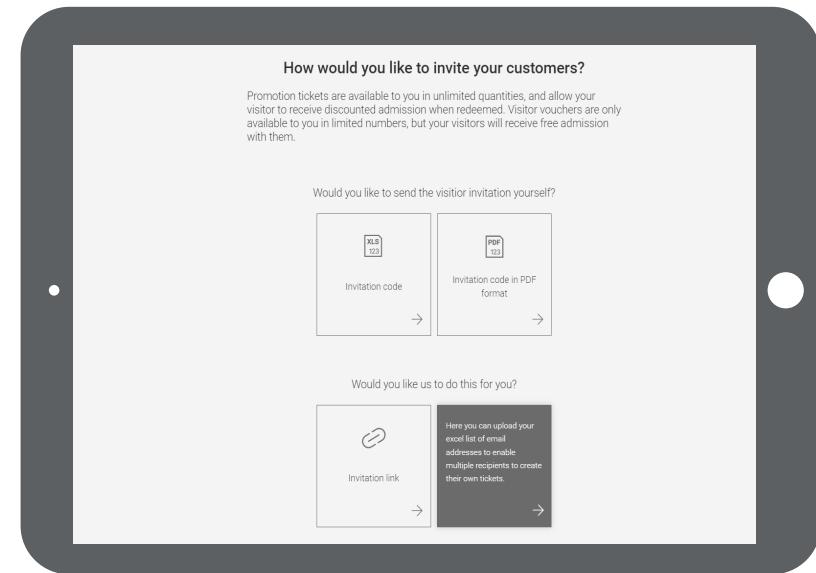 How would you like to invite your customers?
Promotion tickets are available to you in unlimited quantities, and allow your
visitor to receive discounted admission when redeemed. Visitor vouchers are only
available to you in limited numbers, but your visitors will receive free admission
with them.
Would you like to send the visitior invitation yourself?
XLS
123
Invitation code
PDF
123
Invitation code in PDF
format
Would you like us to do this for you?
Invitation link
Here you can upload your
excel list of email
addresses to enable
multiple recipients to create
their own tickets.